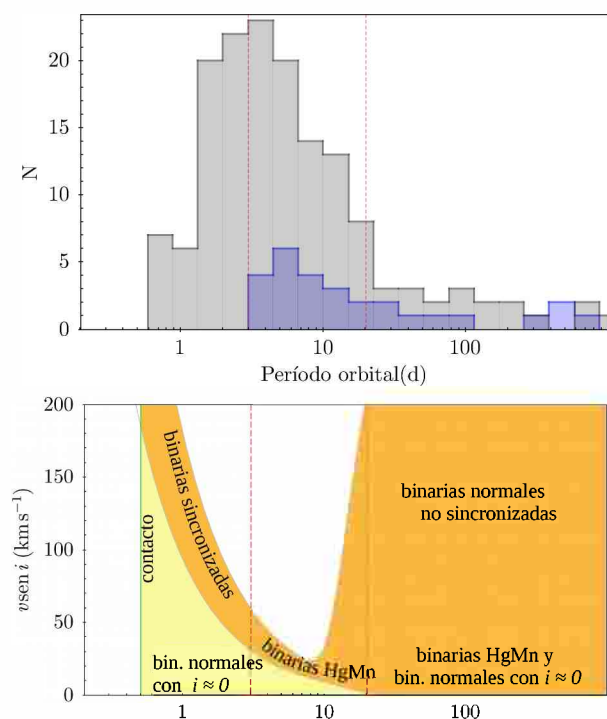 20
15
10
5
0
N
1
10
100
Período orbital(d)
200
150
100
50
0
vsen i (kms⁻¹)
contacto
binarias sincronizadas
binarias HgMn
bin. normales
con i ≈ 0
binarias normales
no sincronizadas
binarias HgMn y
bin. normales con i ≈ 0
1
10
100